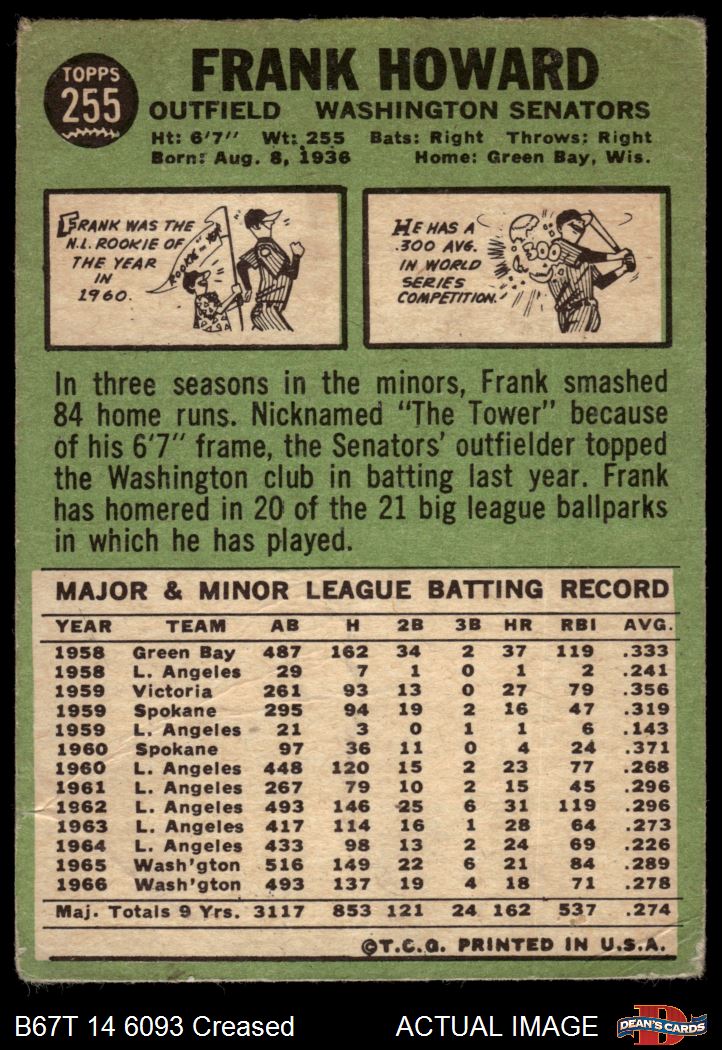 TOPPS
255
FRANK HOWARD
OUTFIELD WASHINGTON SENATORS
Ht: 6'7" Wt: 255 Bats: Right Throws: Right
Born: Aug. 8, 1936 Home: Green Bay, Wis.
FRANK WAS THE
N.L. ROOKIE OF
THE YEAR
IN
1960.
HE HAS A
.300 AVG.
IN WORLD
SERIES
COMPETITION.
300
In three seasons in the minors, Frank smashed
84 home runs. Nicknamed "The Tower" because
of his 6'7" frame, the Senators' outfielder topped
the Washington club in batting last year. Frank
has homered in 20 of the 21 big league ballparks
in which he has played.
MAJOR & MINOR LEAGUE BATTING RECORD
YEAR TEAM AB H 2B 3B HR RBI AVG.
1958 Green Bay 487 162 34 2 37 119 .333
1958 L. Angeles 29 7 1 0 1 2 .241
1959 Victoria 261 93 13 0 27 79 .356
1959 Spokane 295 94 19 2 16 47 .319
1959 L. Angeles 21 3 0 1 1 6 .143
1960 Spokane 97 36 11 0 4 24 .371
1960 L. Angeles 448 120 15 2 23 77 .268
1961 L. Angeles 267 79 10 2 15 45 .296
1962 L. Angeles 493 146 25 6 31 119 .296
1963 L. Angeles 417 114 16 1 28 64 .273
1964 L. Angeles 433 98 13 2 24 69 .226
1965 Wash'gton 516 149 22 6 21 84 .289
1966 Wash'gton 493 137 19 4 18 71 .278
Maj. Totals 9 Yrs. 3117 853 121 24 162 537 .274
©T.C.G. PRINTED IN U.S.A.
B67T 14 6093 Creased ACTUAL IMAGE DEAN'S CARDS